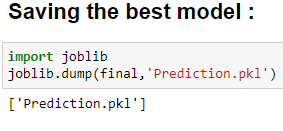 Saving the best model :
import joblib
joblib.dump(final,'Prediction.pkl')
['Prediction.pkl']